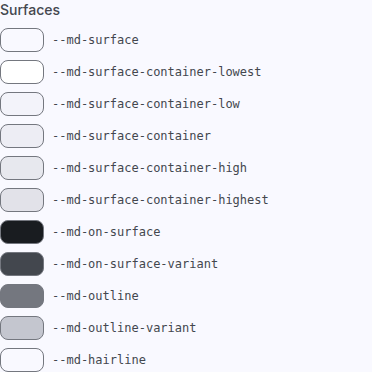 Surfaces
--md-surface
--md-surface-container-lowest
--md-surface-container-low
--md-surface-container
--md-surface-container-high
--md-surface-container-highest
--md-on-surface
--md-on-surface-variant
--md-outline
--md-outline-variant
--md-hairline